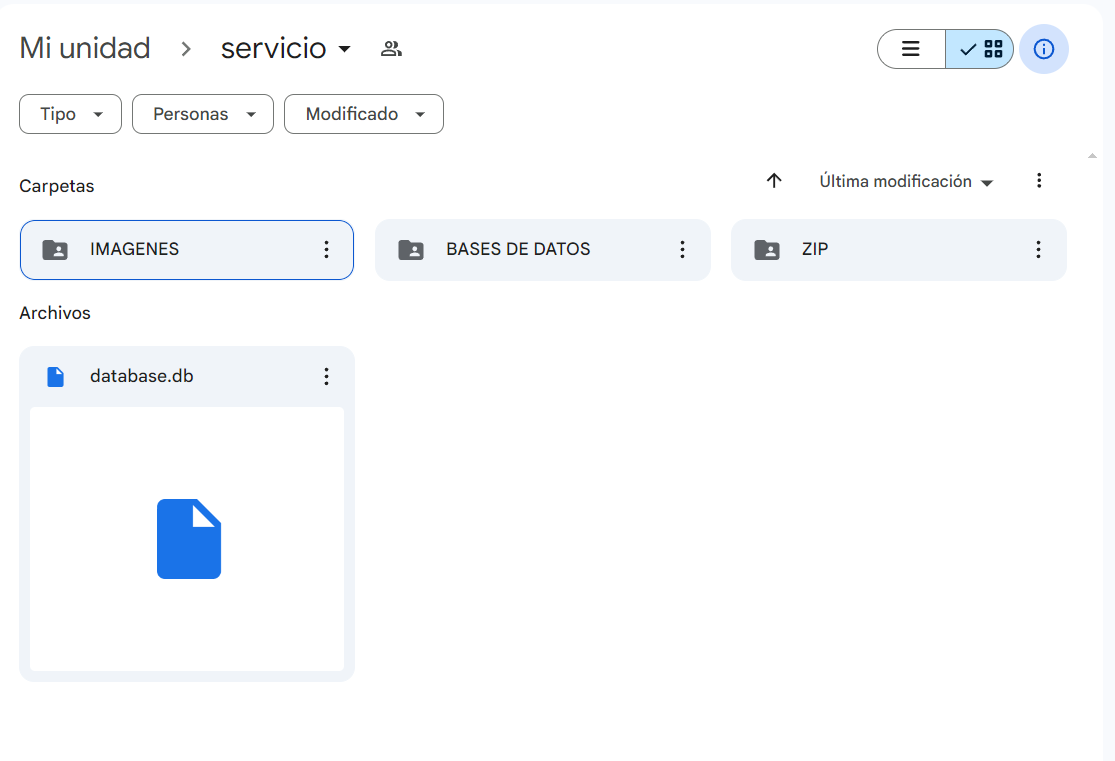 Mi unidad > servicio
Tipo Personas Modificado
Carpetas Última modificación
IMAGENES BASES DE DATOS ZIP
Archivos
database.db